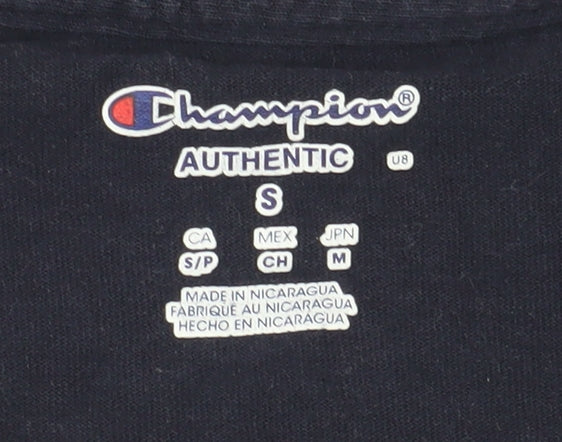 Champion®
AUTHENTIC U8
S
CA MEX JPN
S/P CH M
MADE IN NICARAGUA
FABRIQUÉ AU NICARAGUA
HECHO EN NICARAGUA